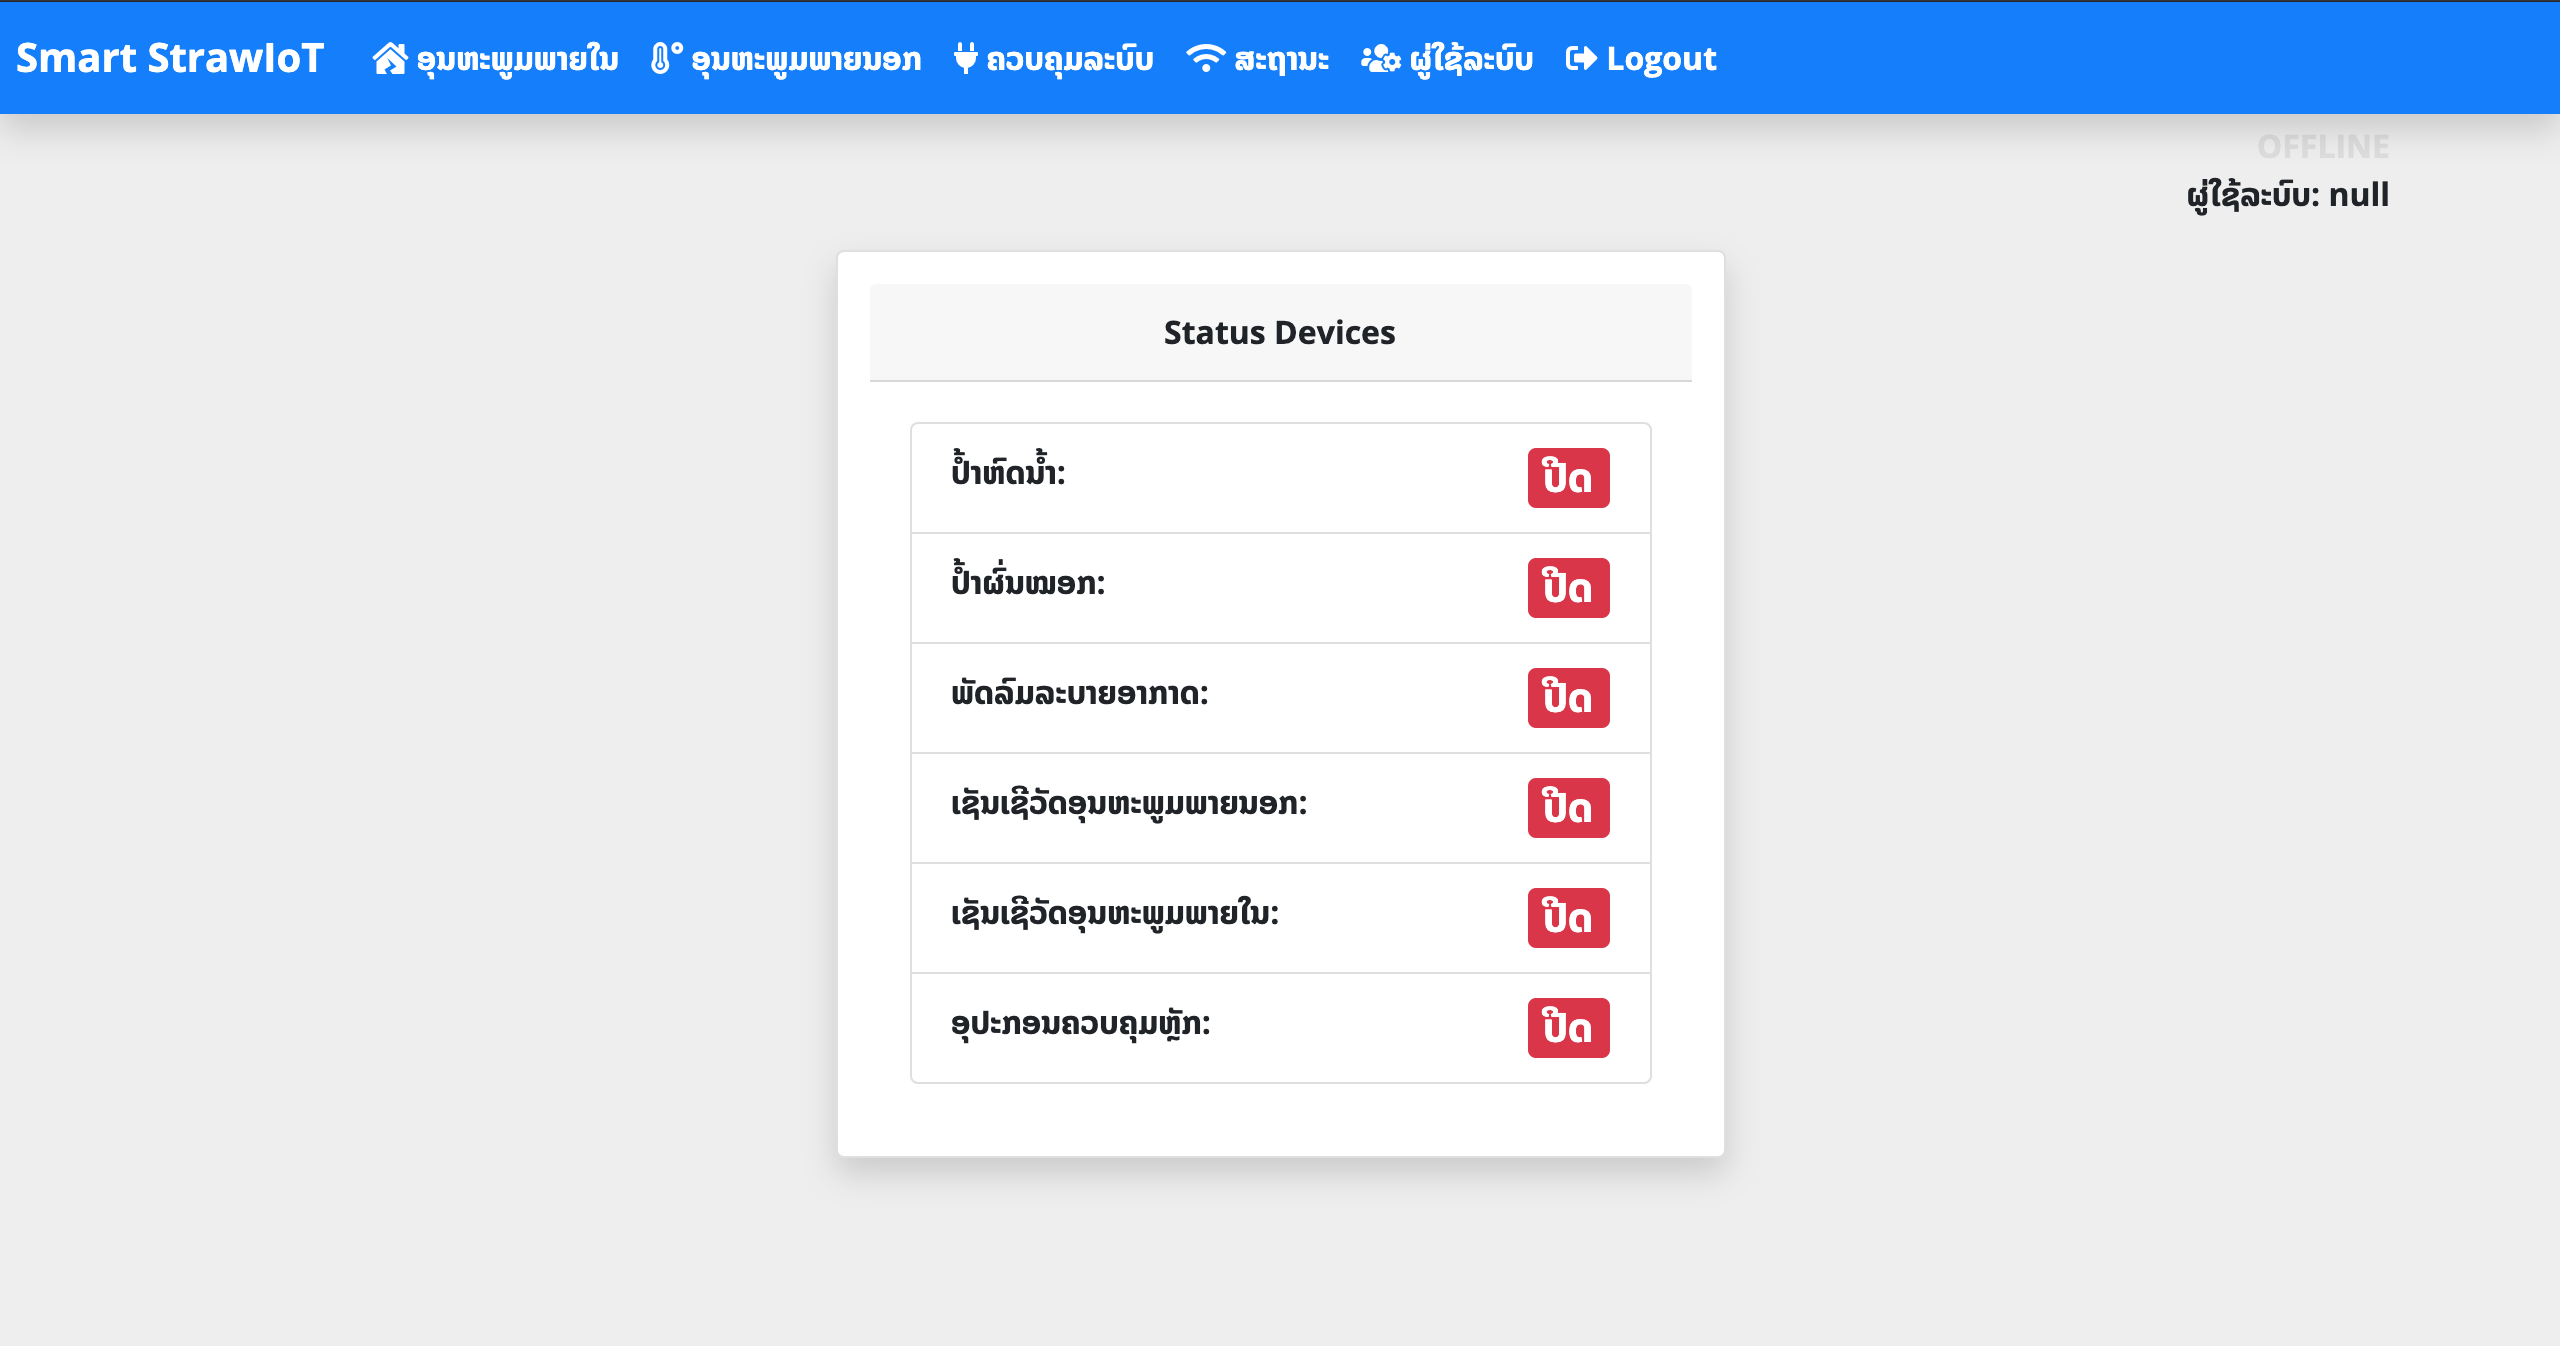 Smart StrawIoT ອຸນຫະພູມພາຍໃນ ອຸນຫະພູມພາຍນອກ ຄວບຄຸມລະບົບ ສະຖານະ ຜູ່ໃຊ້ລະບົບ Logout
OFFLINE
ຜູ່ໃຊ້ລະບົບ: null
Status Devices
ປ້ຳຫົດນ້ຳ: ປິດ
ປ້ຳຜົ່ນໝອກ: ປິດ
ພັດລົມລະບາຍອາກາດ: ປິດ
ເຊັນເຊີວັດອຸນຫະພູມພາຍນອກ: ປິດ
ເຊັນເຊີວັດອຸນຫະພູມພາຍໃນ: ປິດ
ອຸປະກອນຄວບຄຸມຫຼັກ: ປິດ